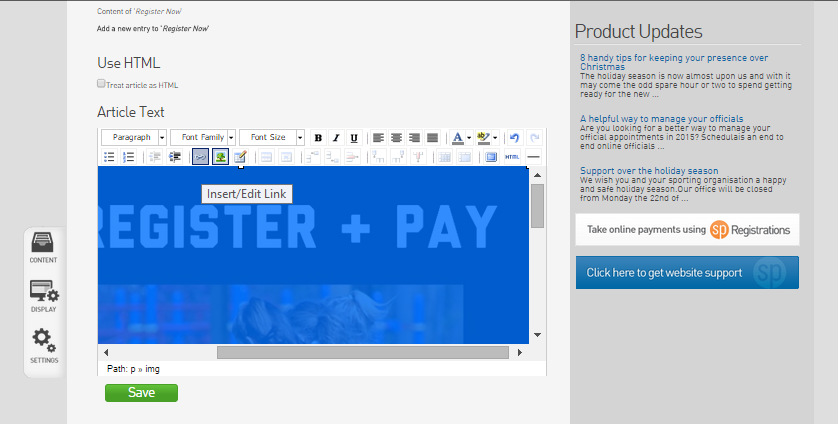 Content of 'Register Now'
Add a new entry to 'Register Now'
Use HTML
Treat article as HTML
Article Text
Paragraph Font Family Font Size B I U A ab
HTML
Insert/Edit Link
REGISTER + PAY
Path: p » img
Save
CONTENT
DISPLAY
SETTINGS
Product Updates
8 handy tips for keeping your presence over
Christmas
The holiday season is now almost upon us and with it
may come the odd spare hour or two to spend getting
ready for the new ...
A helpful way to manage your officials
Are you looking for a better way to manage your
official appointments in 2015? Schedulais an end to
end online officials ...
Support over the holiday season
We wish you and your sporting organisation a happy
and safe holiday season.Our office will be closed
from Monday the 22nd of ...
Take online payments using sp Registrations
Click here to get website support sp